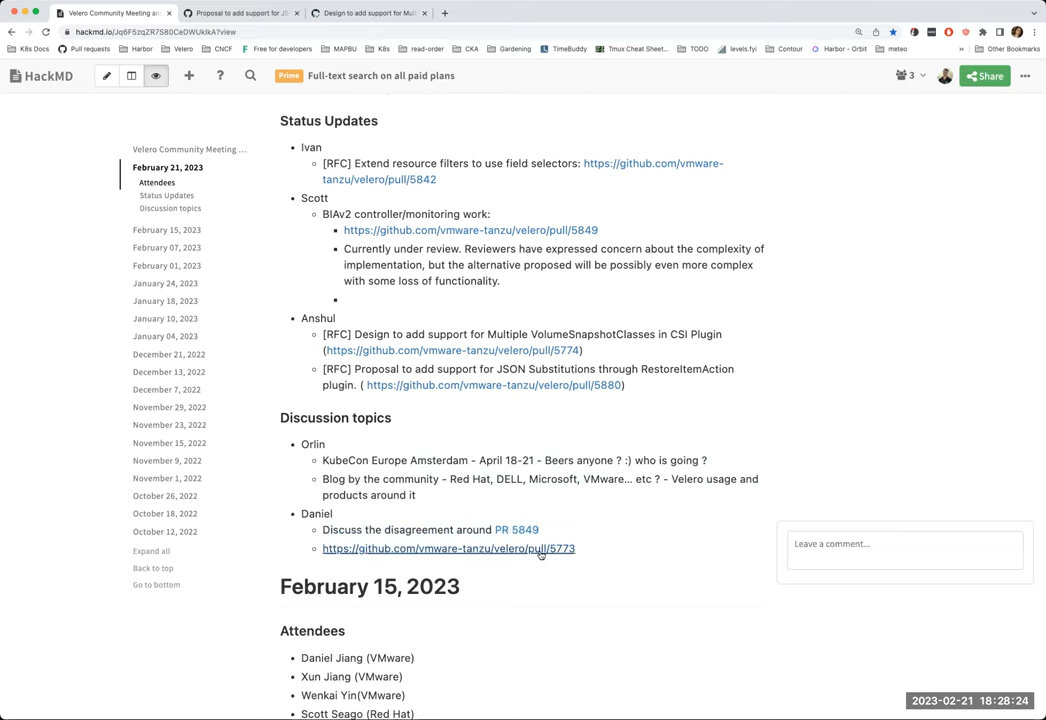 Velero Community Meeting an
Proposal to add support for JS
Design to add support for Mult
hackmd.io/Jq6F5zqZR7S80CeDWUkIkA?view
K8s Docs
Pull requests
Harbor
Velero
CNCF
Free for developers
MAPBU
K8s
read-order
CKA
Gardening
TimeBuddy
Tmux Cheat Sheet...
TODO
levels.fyi
Contour
Harbor - Orbit
meteo
Other Bookmarks
HackMD
Prime
Full-text search on all paid plans
3
Share
Velero Community Meeting ...
February 21, 2023
Attendees
Status Updates
Discussion topics
February 15, 2023
February 07, 2023
February 01, 2023
January 24, 2023
January 18, 2023
January 10, 2023
January 04, 2023
December 21, 2022
December 13, 2022
December 7, 2022
November 29, 2022
November 23, 2022
November 15, 2022
November 9, 2022
November 1, 2022
October 26, 2022
October 18, 2022
October 12, 2022
Expand all
Back to top
Go to bottom
Status Updates
Ivan
[RFC] Extend resource filters to use field selectors: https://github.com/vmware-
tanzu/velero/pull/5842
Scott
BIAv2 controller/monitoring work:
https://github.com/vmware-tanzu/velero/pull/5849
Currently under review. Reviewers have expressed concern about the complexity of
implementation, but the alternative proposed will be possibly even more complex
with some loss of functionality.
Anshul
[RFC] Design to add support for Multiple VolumeSnapshotClasses in CSI Plugin
(https://github.com/vmware-tanzu/velero/pull/5774)
[RFC] Proposal to add support for JSON Substitutions through RestoreItemAction
plugin. ( https://github.com/vmware-tanzu/velero/pull/5880)
Discussion topics
Orlin
KubeCon Europe Amsterdam - April 18-21 - Beers anyone ? :) who is going ?
Blog by the community - Red Hat, DELL, Microsoft, VMware... etc ? - Velero usage and
products around it
Daniel
Discuss the disagreement around PR 5849
https://github.com/vmware-tanzu/velero/pull/5773
February 15, 2023
Attendees
Daniel Jiang (VMware)
Xun Jiang (VMware)
Wenkai Yin(VMware)
Scott Seago (Red Hat)
Leave a comment...
2023-02-21 18:28:24